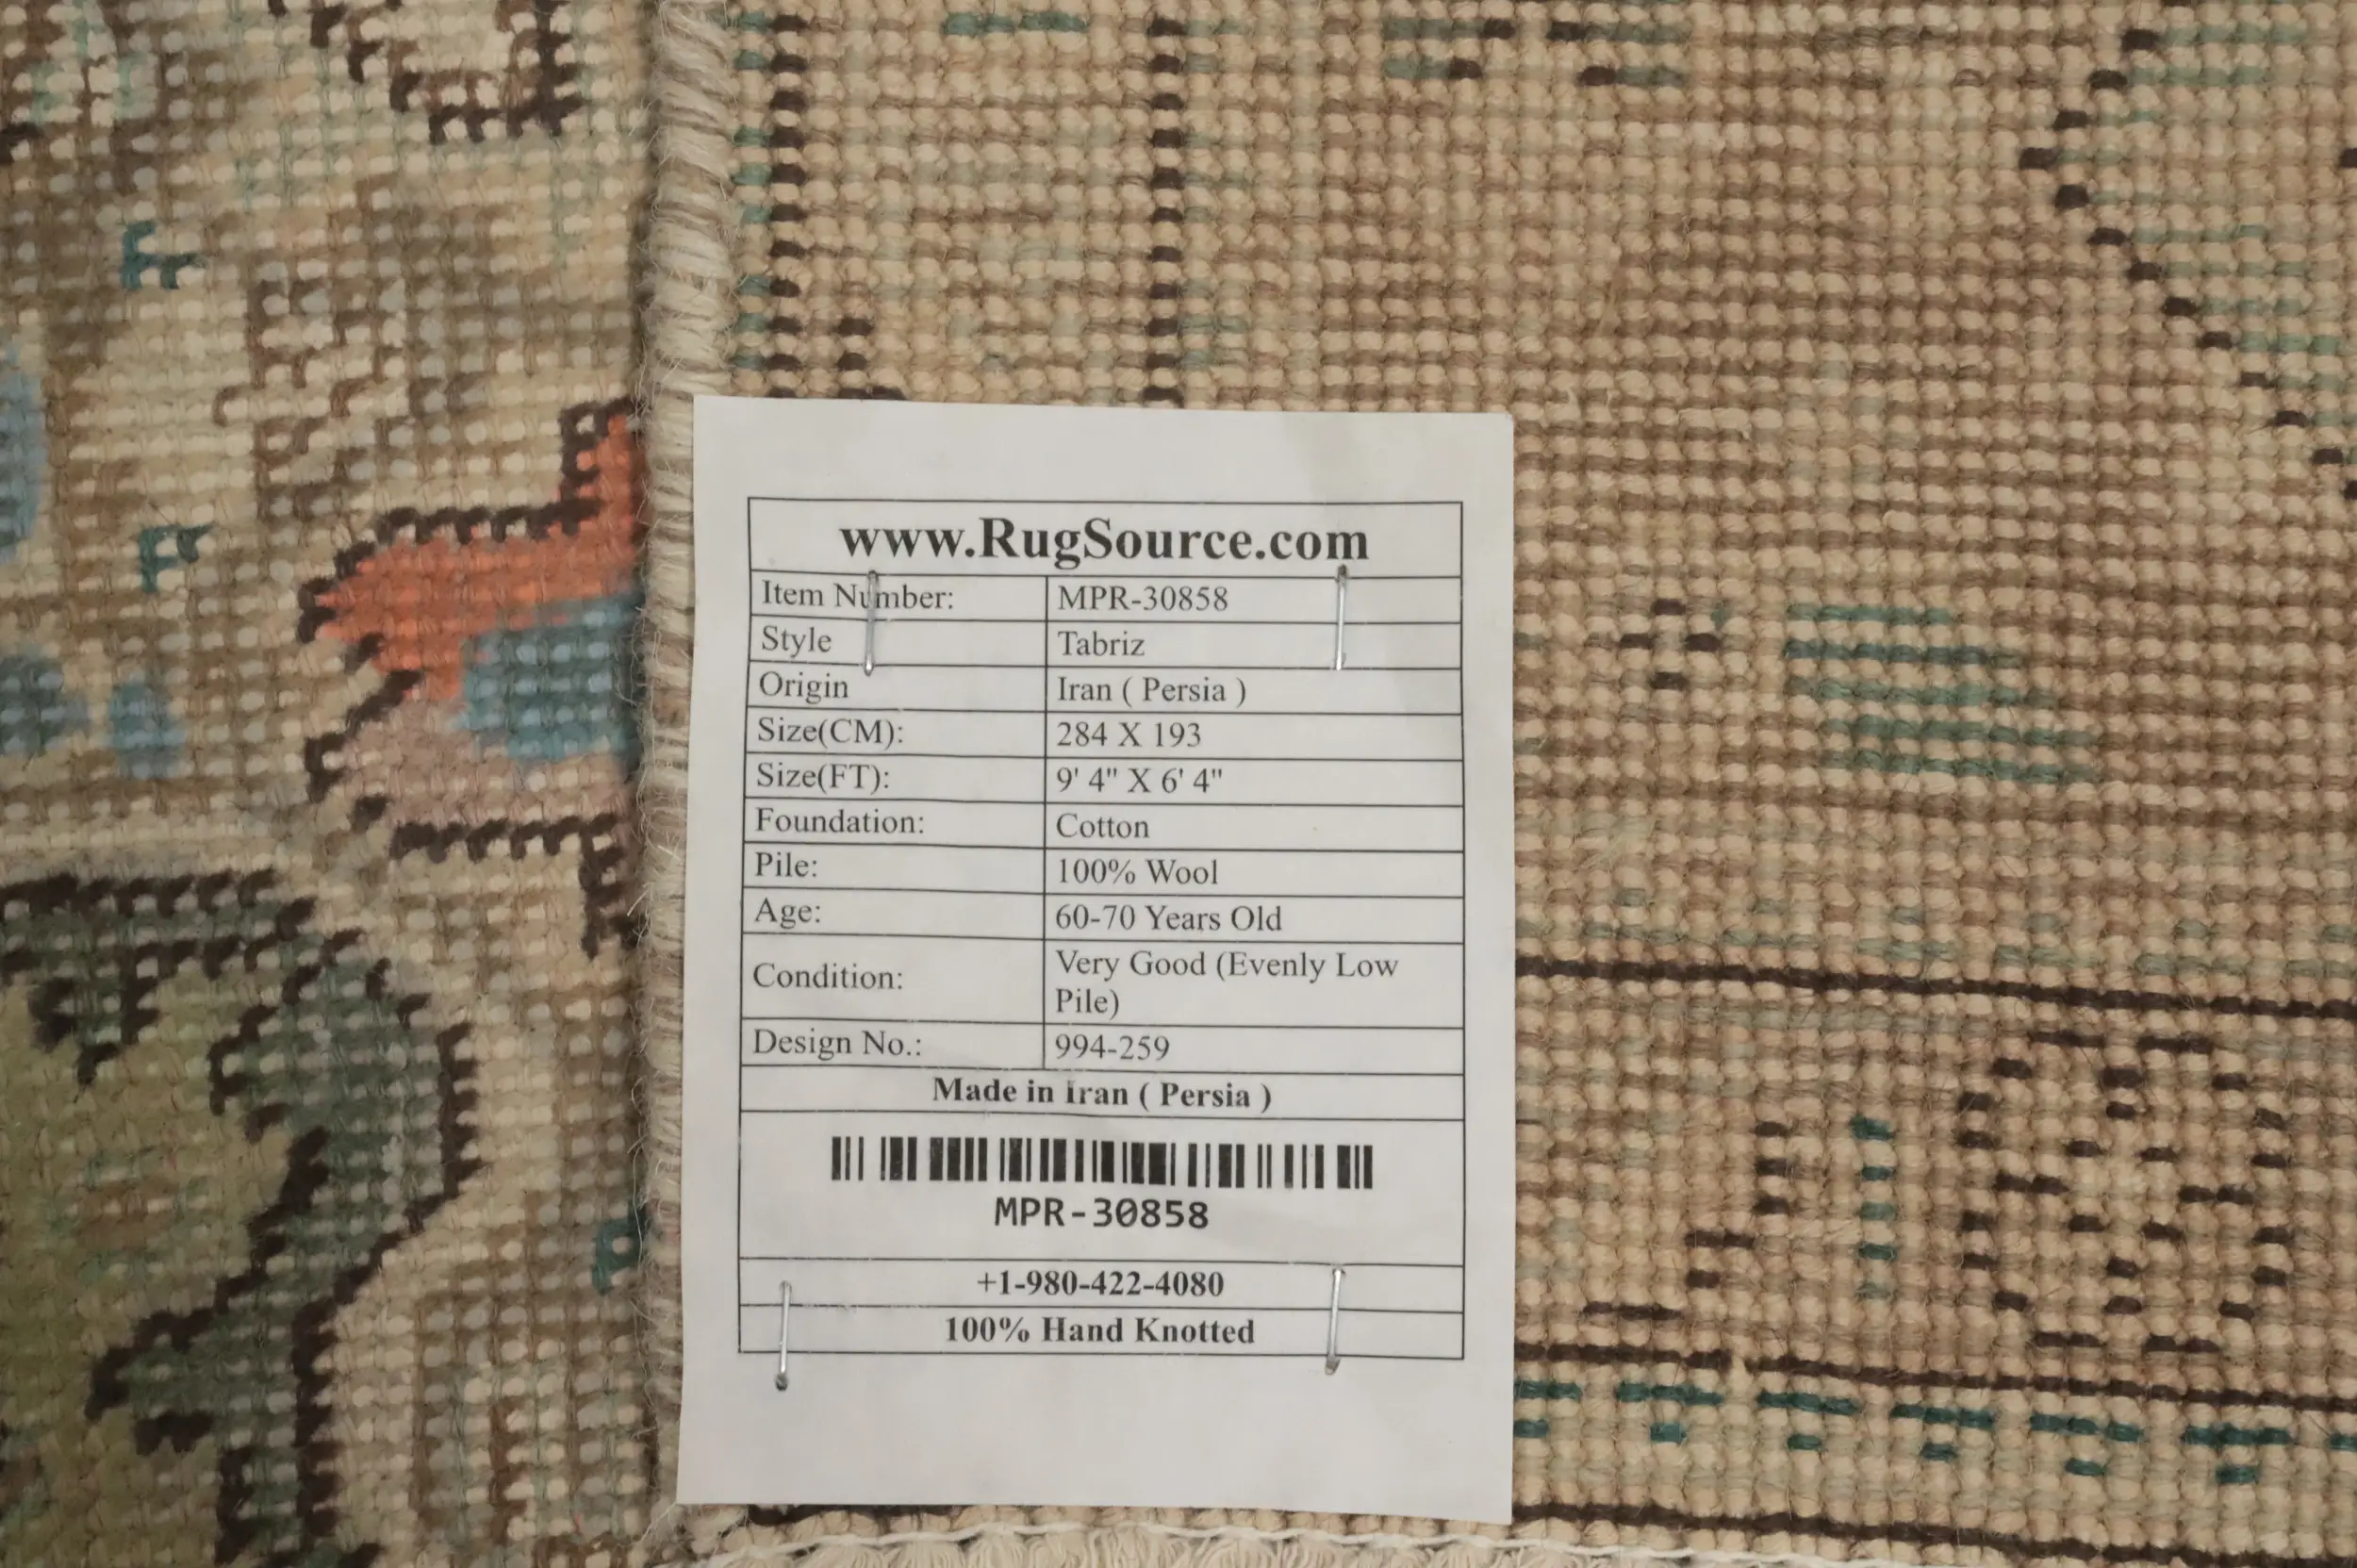 www.RugSource.com
Item Number: MPR-30858
Style Tabriz
Origin Iran ( Persia )
Size(CM): 284 X 193
Size(FT): 9' 4" X 6' 4"
Foundation: Cotton
Pile: 100% Wool
Age: 60-70 Years Old
Condition: Very Good (Evenly Low
Pile)
Design No.: 994-259
Made in Iran ( Persia )
MPR-30858
+1-980-422-4080
100% Hand Knotted